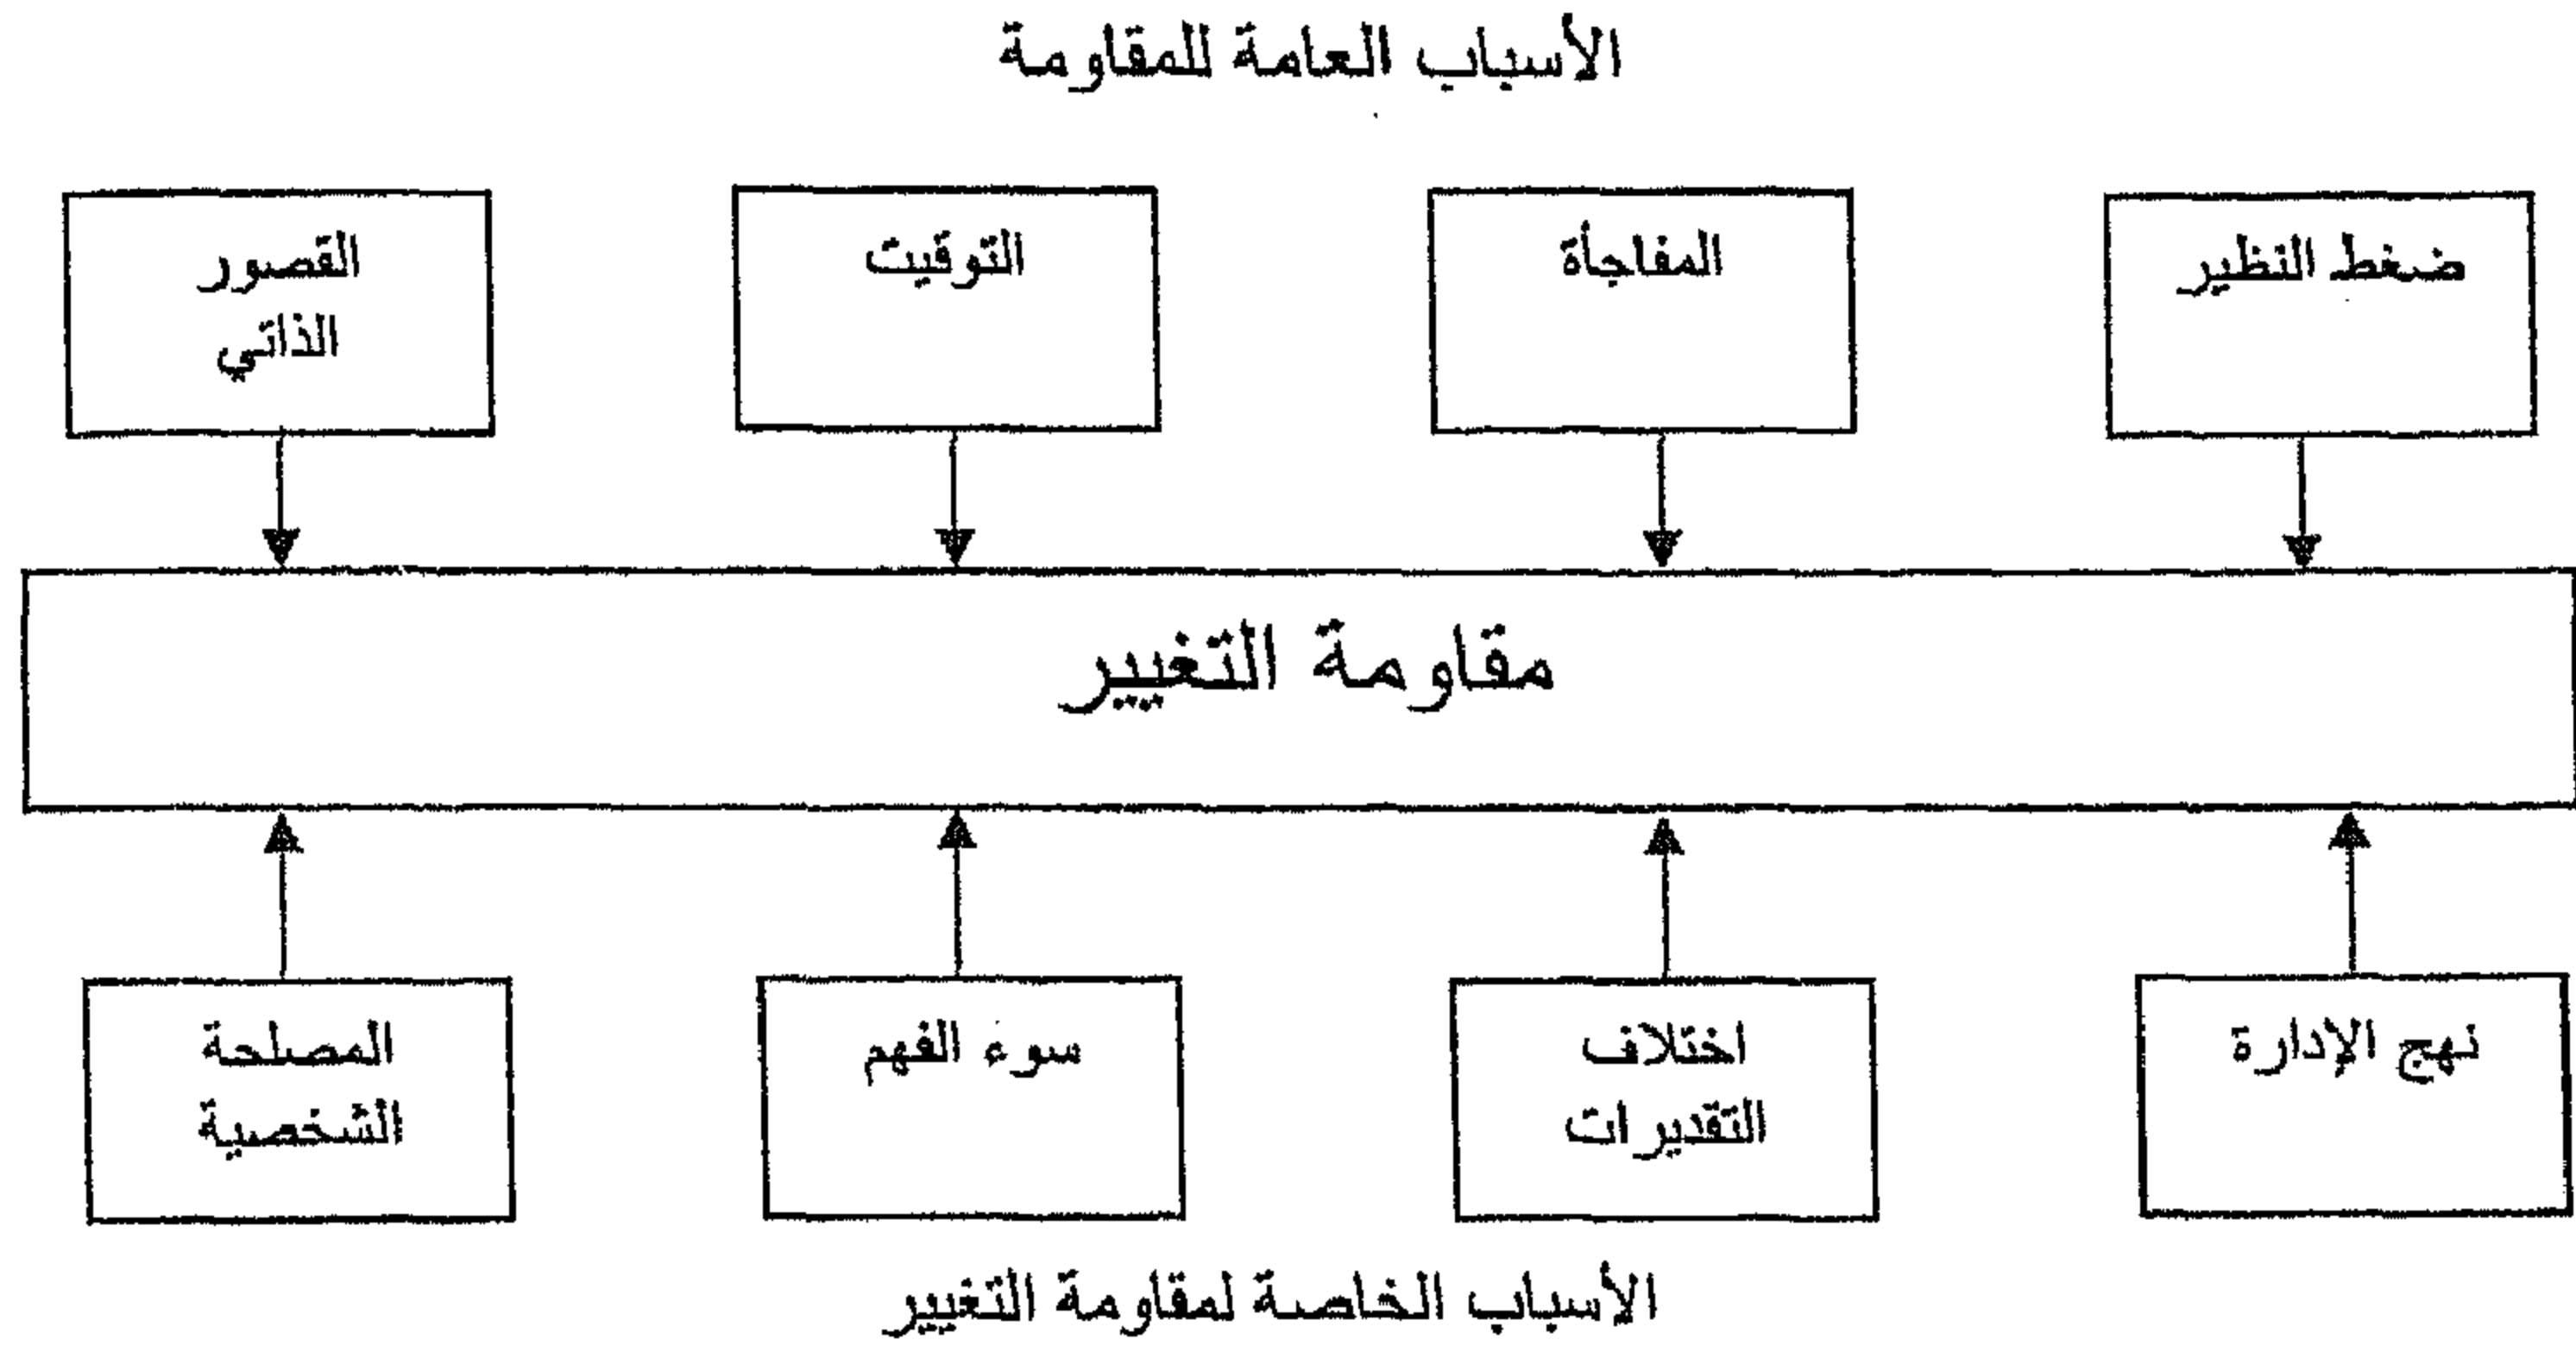 الأسباب العامة للمقاومة
ضغط النظير
المفاجأة
التوقيت
القصور
الذاتي
مقاومة التغيير
نهج الإدارة
اختلاف
التقديرات
سوء الفهم
المصلحة
الشخصية
الأسباب الخاصة لمقاومة التغيير